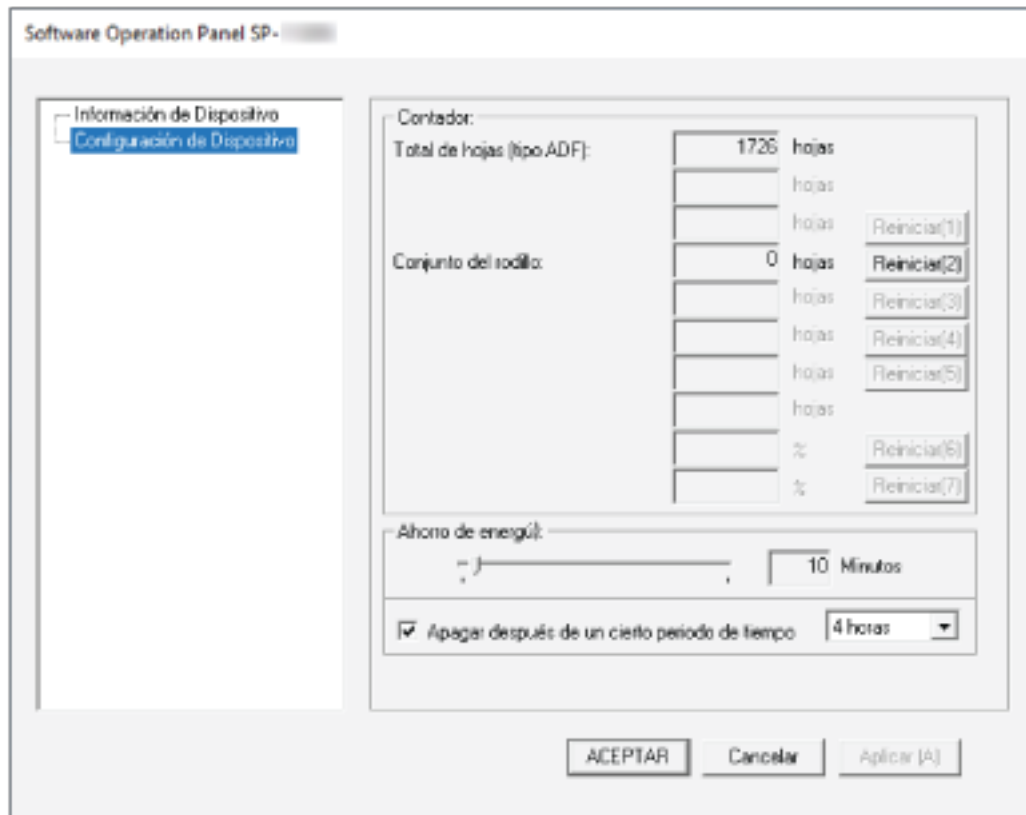 Software Operation Panel SP-
Información de Dispositivo
Configuración de Dispositivo
Contador:
Total de hojas (tipo ADF): 1726 hojas
hojas
hojas Reiniciar(1)
Conjunto del rodillo: 0 hojas Reiniciar(2)
hojas Reiniciar(3)
hojas Reiniciar(4)
hojas Reiniciar(5)
hojas
% Reiniciar(6)
% Reiniciar(7)
Ahorro de energú):
10 Minutos
Apagar después de un cierto periodo de tiempo 4 horas
ACEPTAR Cancelar Aplicar (A)